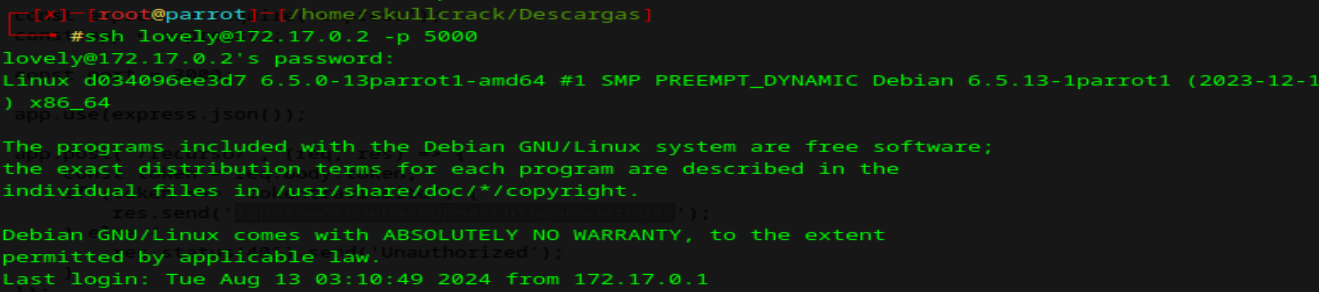 ┌─[✗]─[root@parrot]─[/home/skullcrack/Descargas]
└──╼ #ssh lovely@172.17.0.2 -p 5000
lovely@172.17.0.2's password:
Linux d034096ee3d7 6.5.0-13parrot1-amd64 #1 SMP PREEMPT_DYNAMIC Debian 6.5.13-1parrot1 (2023-12-1
) x86_64
app.use(express.json());
The programs included with the Debian GNU/Linux system are free software;
the exact distribution terms for each program are described in the
individual files in /usr/share/doc/*/copyright.
res.send(' ');
Debian GNU/Linux comes with ABSOLUTELY NO WARRANTY, to the extent
permitted by applicable law.
Last login: Tue Aug 13 03:10:49 2024 from 172.17.0.1